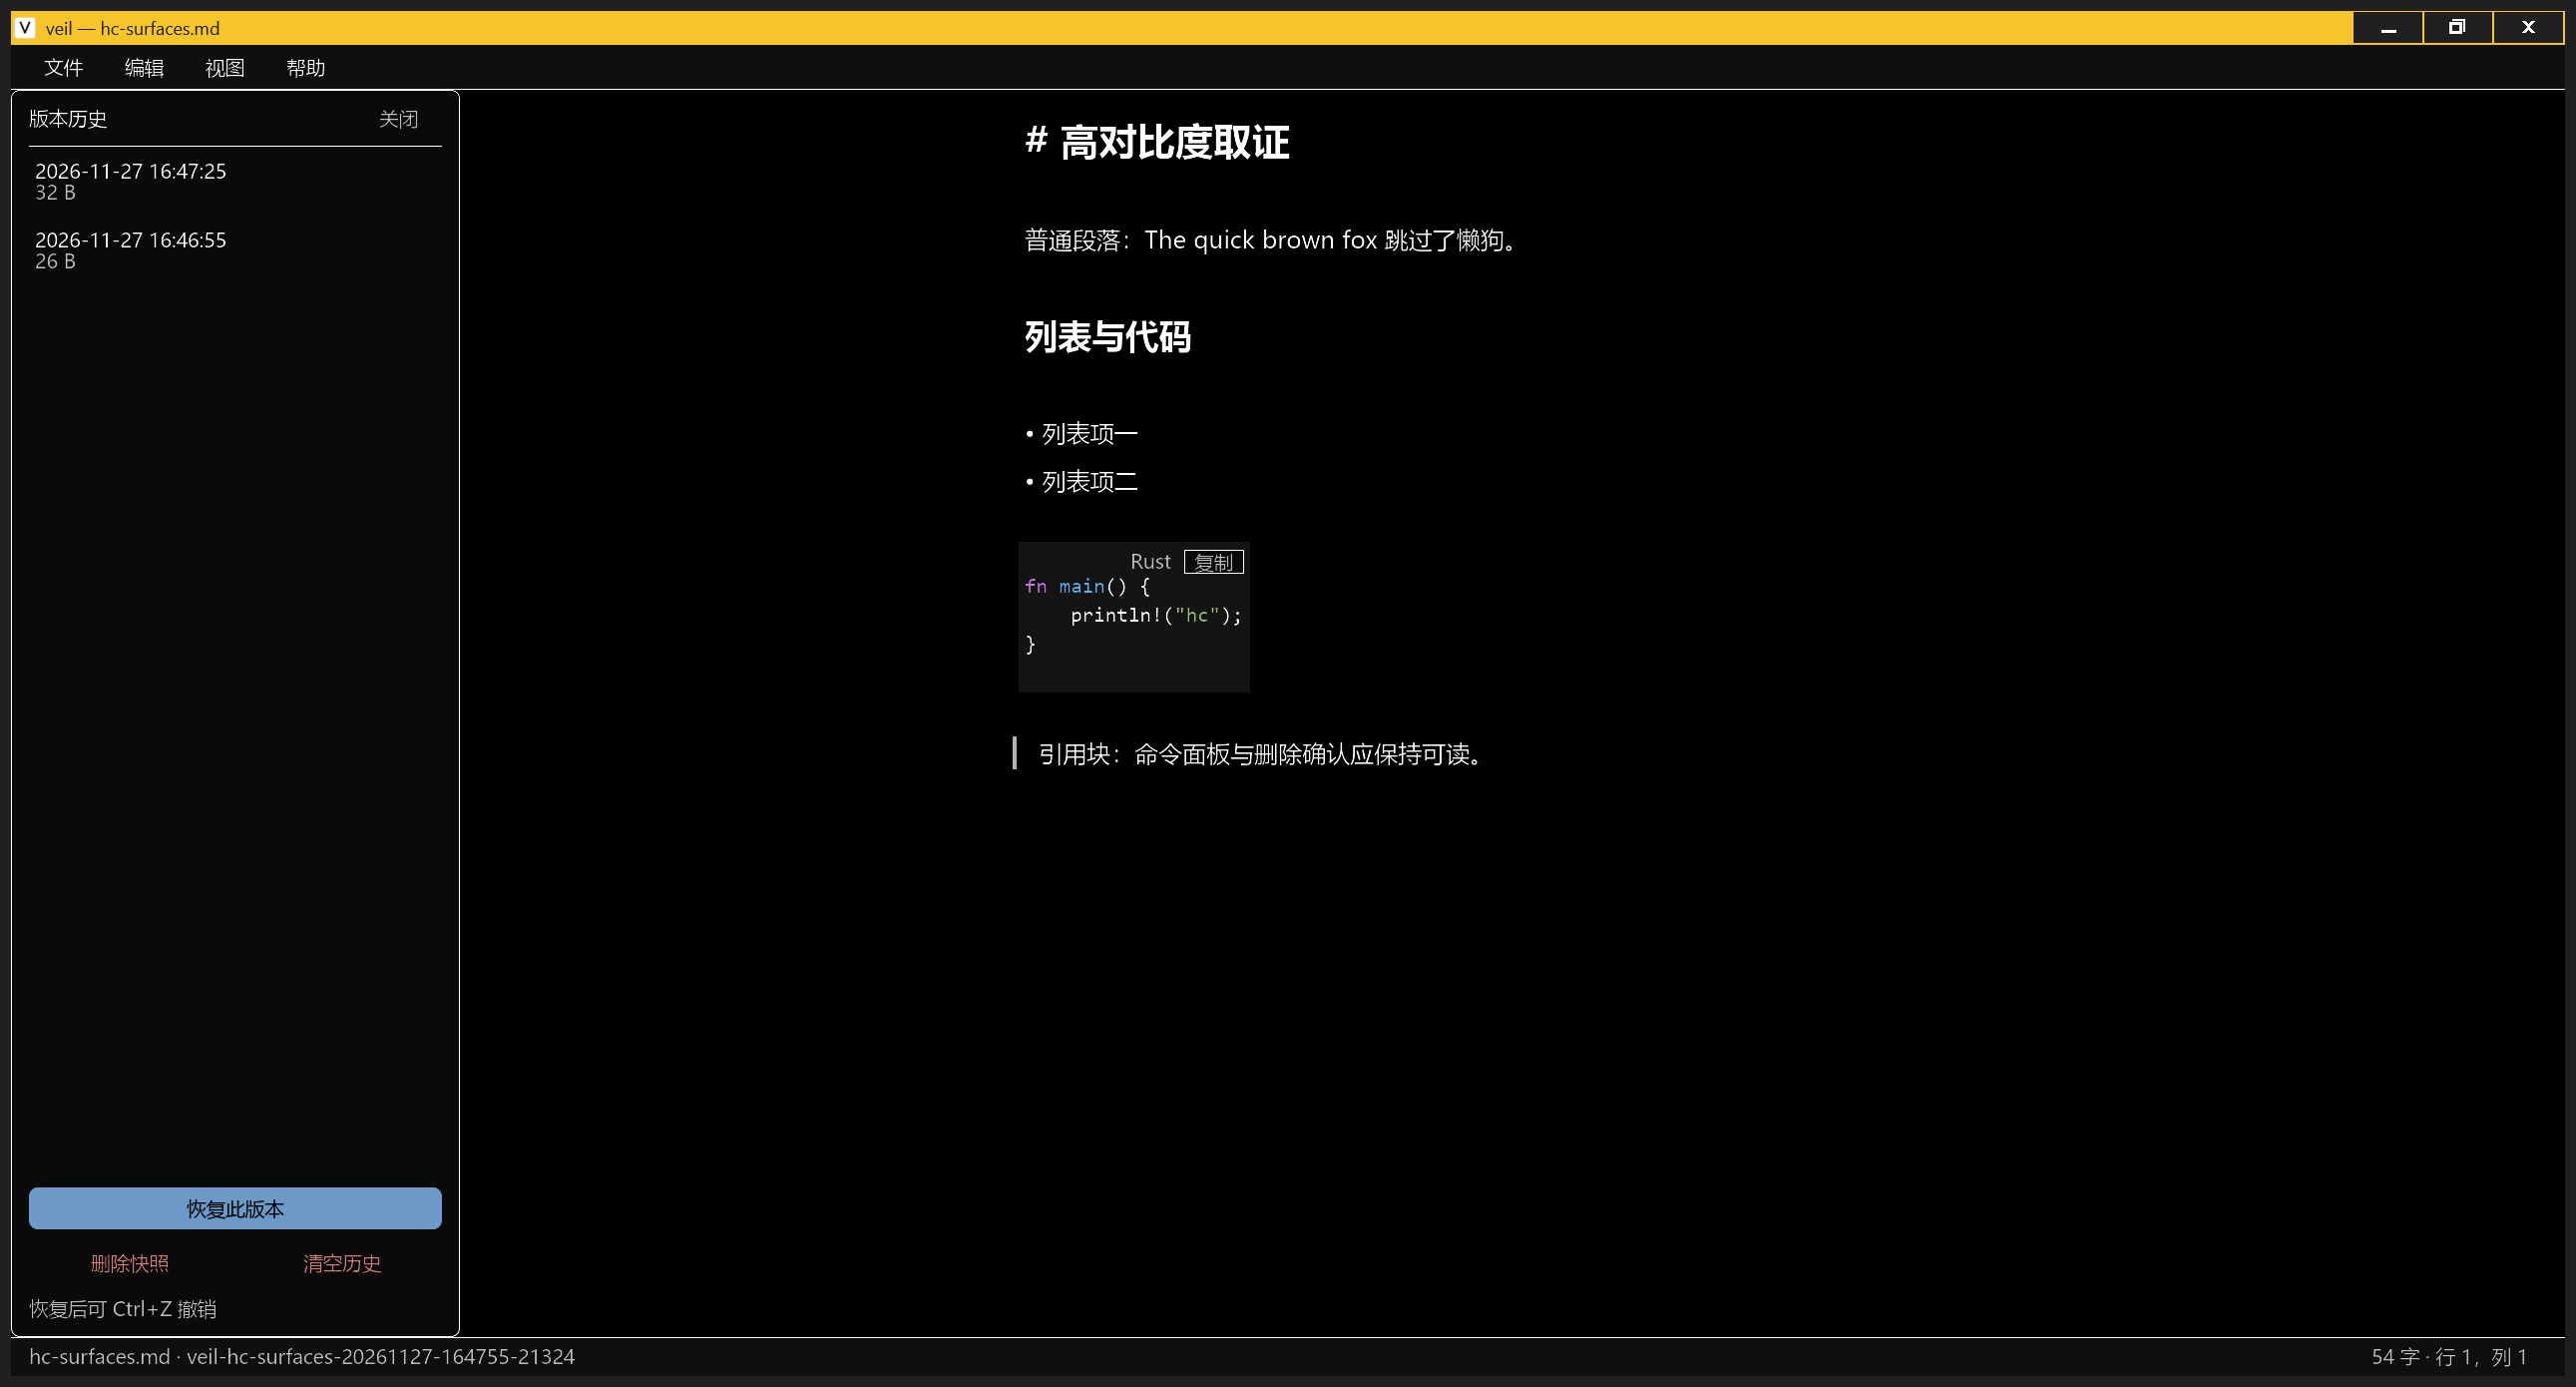 V veil — hc-surfaces.md
文件 编辑 视图 帮助
版本历史 关闭
2026-11-27 16:47:25
32 B
2026-11-27 16:46:55
26 B
恢复此版本
删除快照 清空历史
恢复后可 Ctrl+Z 撤销
# 高对比度取证
普通段落：The quick brown fox 跳过了懒狗。
列表与代码
• 列表项一
• 列表项二
Rust 复制
fn main() {
    println!("hc");
}
引用块：命令面板与删除确认应保持可读。
hc-surfaces.md · veil-hc-surfaces-20261127-164755-21324
54 字 · 行 1，列 1